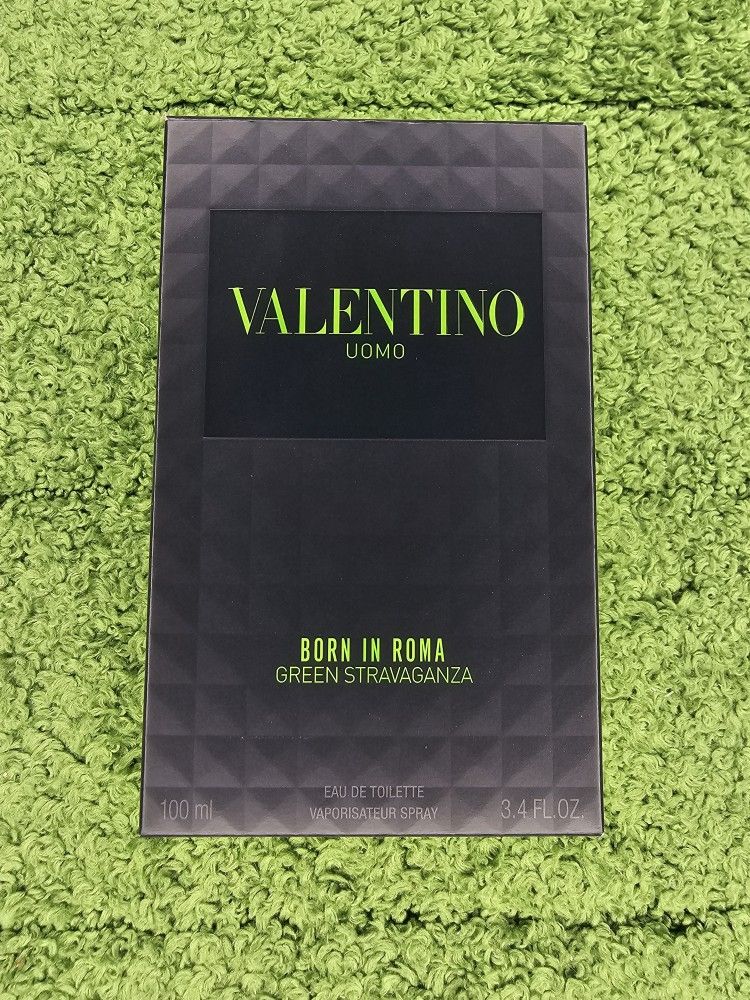 VALENTINO
UOMO
BORN IN ROMA
GREEN STRAVAGANZA
EAU DE TOILETTE
100 ml VAPORISATEUR SPRAY 3.4 FL.OZ.